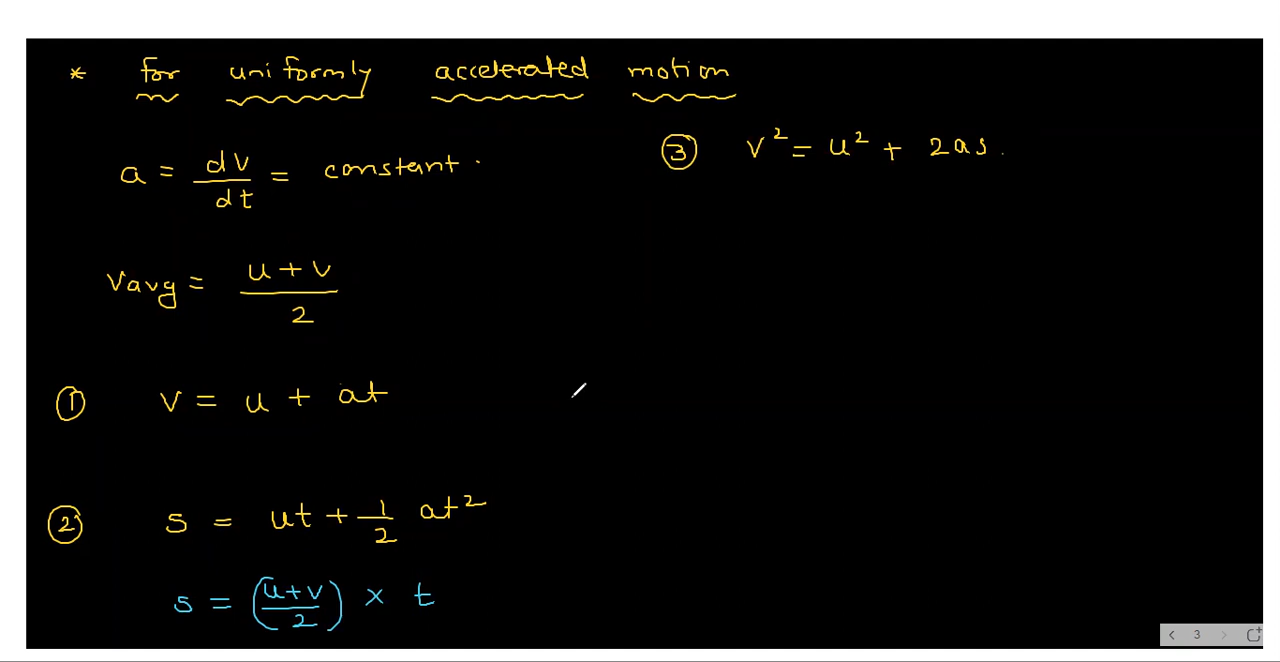 * for uniformly accelerated motion
a = dv/dt = constant.
Vavg = u + v / 2
① v = u + at
② s = ut + 1/2 at²
s = (u+v/2) × t
③ v² = u² + 2as.
< 3 >